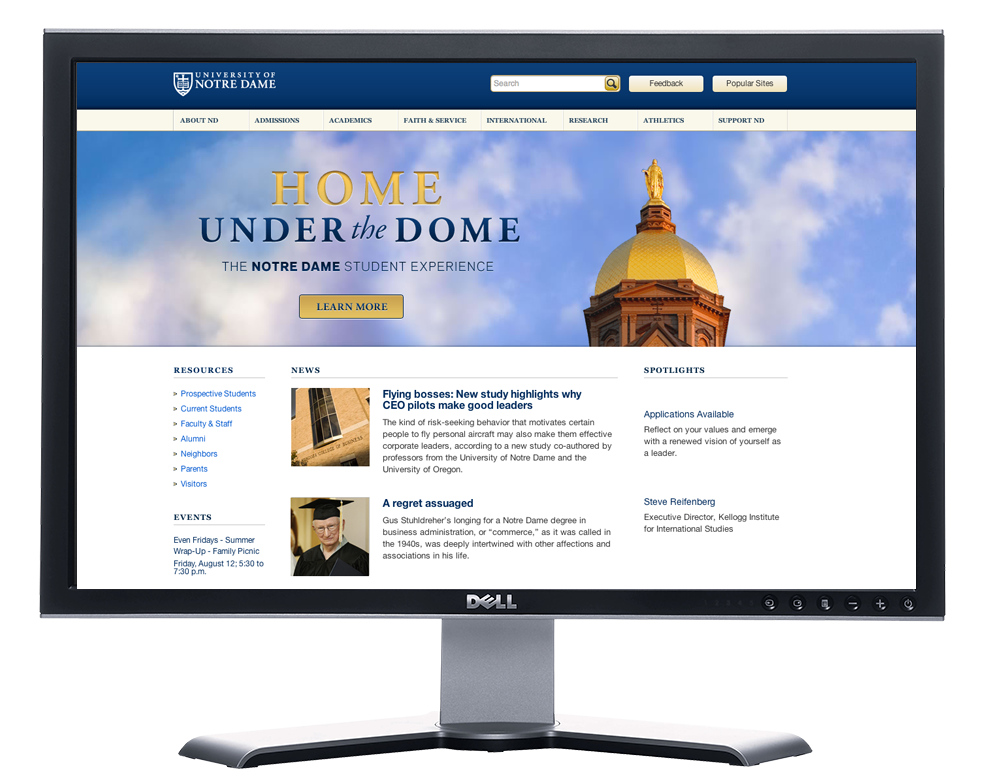 UNIVERSITY OF
NOTRE DAME
Search
Feedback
Popular Sites
ABOUT ND
ADMISSIONS
ACADEMICS
FAITH & SERVICE
INTERNATIONAL
RESEARCH
ATHLETICS
SUPPORT ND
HOME
UNDER the DOME
THE NOTRE DAME STUDENT EXPERIENCE
LEARN MORE
RESOURCES
» Prospective Students
» Current Students
» Faculty & Staff
» Alumni
» Neighbors
» Parents
» Visitors
EVENTS
Even Fridays - Summer
Wrap-Up - Family Picnic
Friday, August 12; 5:30 to
7:30 p.m.
NEWS
Flying bosses: New study highlights why
CEO pilots make good leaders
The kind of risk-seeking behavior that motivates certain
people to fly personal aircraft may also make them effective
corporate leaders, according to a new study co-authored by
professors from the University of Notre Dame and the
University of Oregon.
COLLEGE OF BUSINESS
A regret assuaged
Gus Stuhldreher's longing for a Notre Dame degree in
business administration, or “commerce,” as it was called in
the 1940s, was deeply intertwined with other affections and
associations in his life.
SPOTLIGHTS
Applications Available
Reflect on your values and emerge
with a renewed vision of yourself as
a leader.
Steve Reifenberg
Executive Director, Kellogg Institute
for International Studies
DELL